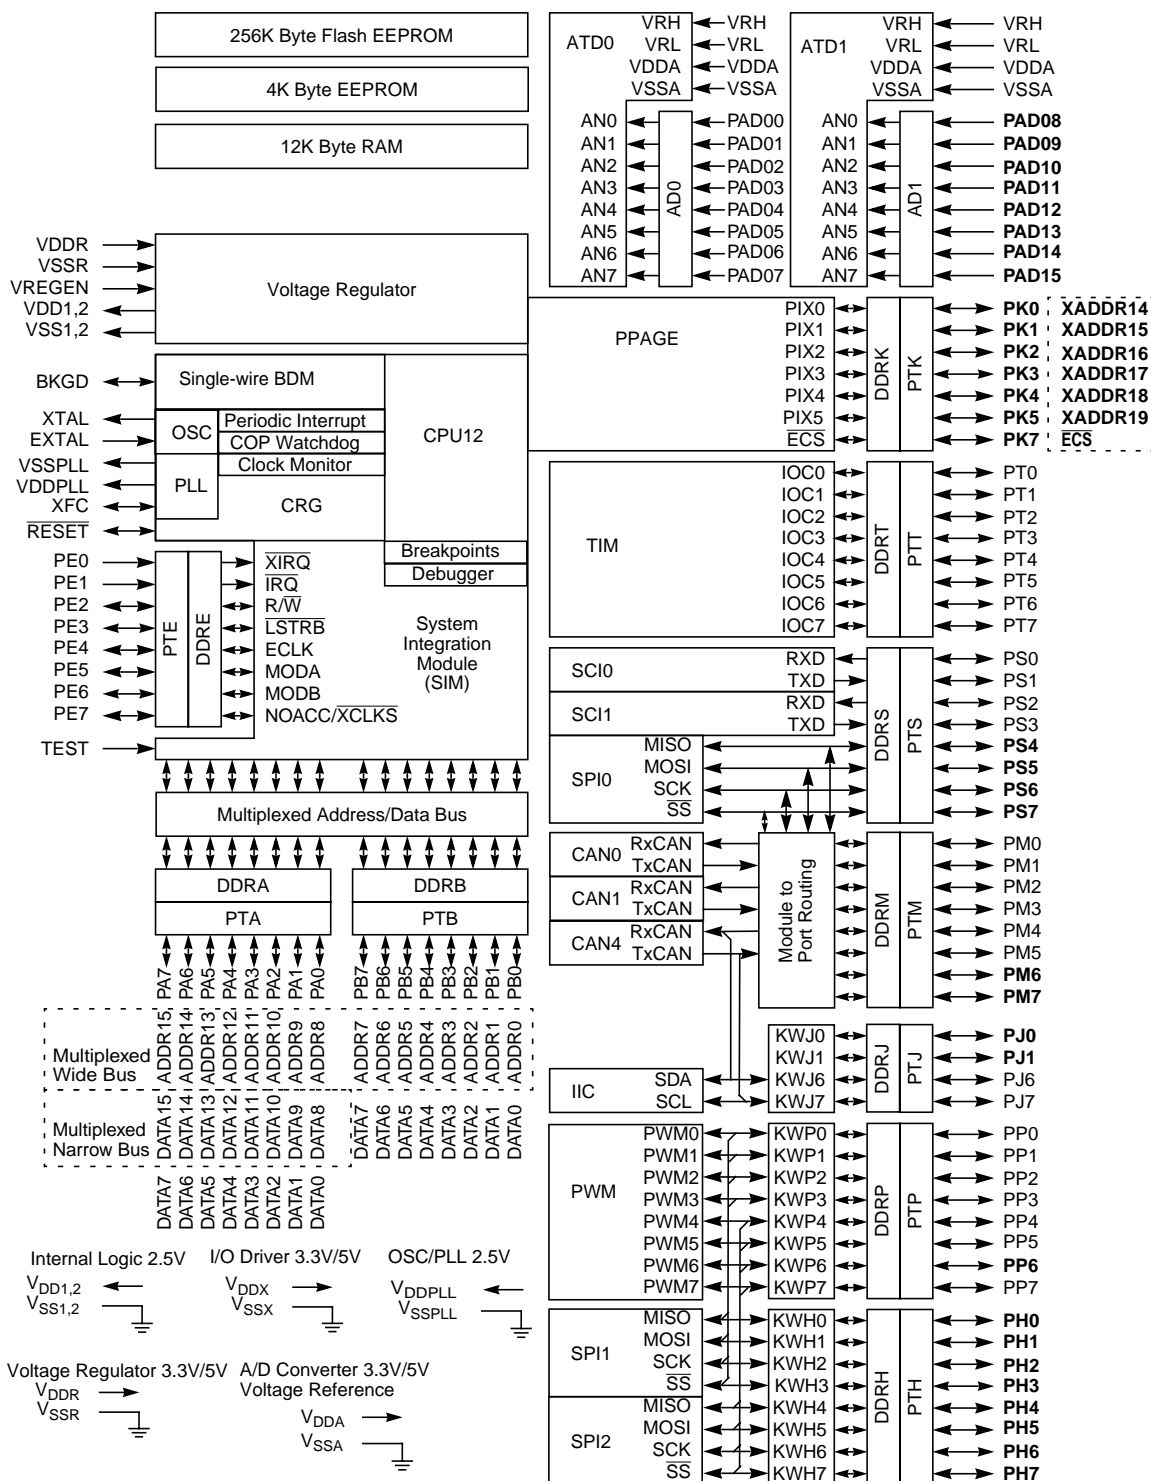 256K Byte Flash EEPROM
4K Byte EEPROM
12K Byte RAM
VDDR
VSSR
VREGEN
VDD1,2
VSS1,2
Voltage Regulator
BKGD
XTAL
EXTAL
VSSPLL
VDDPLL
XFC
RESET
Single-wire BDM
OSC
PLL
Periodic Interrupt
COP Watchdog
Clock Monitor
CRG
CPU12
Breakpoints
Debugger
PE0
PE1
PE2
PE3
PE4
PE5
PE6
PE7
TEST
PTE
DDRE
XIRQ
IRQ
R/W
LSTRB
ECLK
MODA
MODB
NOACC/XCLKS
System
Integration
Module
(SIM)
Multiplexed Address/Data Bus
DDRA
PTA
DDRB
PTB
PA7 PA6 PA5 PA4 PA3 PA2 PA1 PA0
PB7 PB6 PB5 PB4 PB3 PB2 PB1 PB0
Multiplexed
Wide Bus
ADDR15 ADDR14 ADDR13 ADDR12 ADDR11 ADDR10 ADDR9 ADDR8
ADDR7 ADDR6 ADDR5 ADDR4 ADDR3 ADDR2 ADDR1 ADDR0
DATA15 DATA14 DATA13 DATA12 DATA11 DATA10 DATA9 DATA8
DATA7 DATA6 DATA5 DATA4 DATA3 DATA2 DATA1 DATA0
Multiplexed
Narrow Bus
DATA7 DATA6 DATA5 DATA4 DATA3 DATA2 DATA1 DATA0
Internal Logic 2.5V
VDD1,2
VSS1,2
I/O Driver 3.3V/5V
VDDX
VSSX
OSC/PLL 2.5V
VDDPLL
VSSPLL
Voltage Regulator 3.3V/5V
VDDR
VSSR
A/D Converter 3.3V/5V
Voltage Reference
VDDA
VSSA
ATD0
VRH VRH
VRL VRL
VDDA VDDA
VSSA VSSA
AN0 PAD00
AN1 PAD01
AN2 PAD02
AN3 PAD03
AN4 PAD04
AN5 PAD05
AN6 PAD06
AN7 PAD07
AD0
ATD1
VRH VRH
VRL VRL
VDDA VDDA
VSSA VSSA
AN0 PAD08
AN1 PAD09
AN2 PAD10
AN3 PAD11
AN4 PAD12
AN5 PAD13
AN6 PAD14
AN7 PAD15
AD1
PPAGE
PIX0 PK0 XADDR14
PIX1 PK1 XADDR15
PIX2 PK2 XADDR16
PIX3 PK3 XADDR17
PIX4 PK4 XADDR18
PIX5 PK5 XADDR19
ECS PK7 ECS
DDRK
PTK
TIM
IOC0 PT0
IOC1 PT1
IOC2 PT2
IOC3 PT3
IOC4 PT4
IOC5 PT5
IOC6 PT6
IOC7 PT7
DDRT
PTT
SCI0
RXD PS0
TXD PS1
SCI1
RXD PS2
TXD PS3
SPI0
MISO PS4
MOSI PS5
SCK PS6
SS PS7
DDRS
PTS
CAN0
RxCAN
TxCAN
CAN1
RxCAN
TxCAN
CAN4
RxCAN
TxCAN
Module to
Port Routing
DDRM
PTM
PM0
PM1
PM2
PM3
PM4
PM5
PM6
PM7
IIC
SDA
SCL
KWJ0 PJ0
KWJ1 PJ1
KWJ6 PJ6
KWJ7 PJ7
DDRJ
PTJ
PWM
PWM0 KWP0 PP0
PWM1 KWP1 PP1
PWM2 KWP2 PP2
PWM3 KWP3 PP3
PWM4 KWP4 PP4
PWM5 KWP5 PP5
PWM6 KWP6 PP6
PWM7 KWP7 PP7
DDRP
PTP
SPI1
MISO KWH0 PH0
MOSI KWH1 PH1
SCK KWH2 PH2
SS KWH3 PH3
SPI2
MISO KWH4 PH4
MOSI KWH5 PH5
SCK KWH6 PH6
SS KWH7 PH7
DDRH
PTH